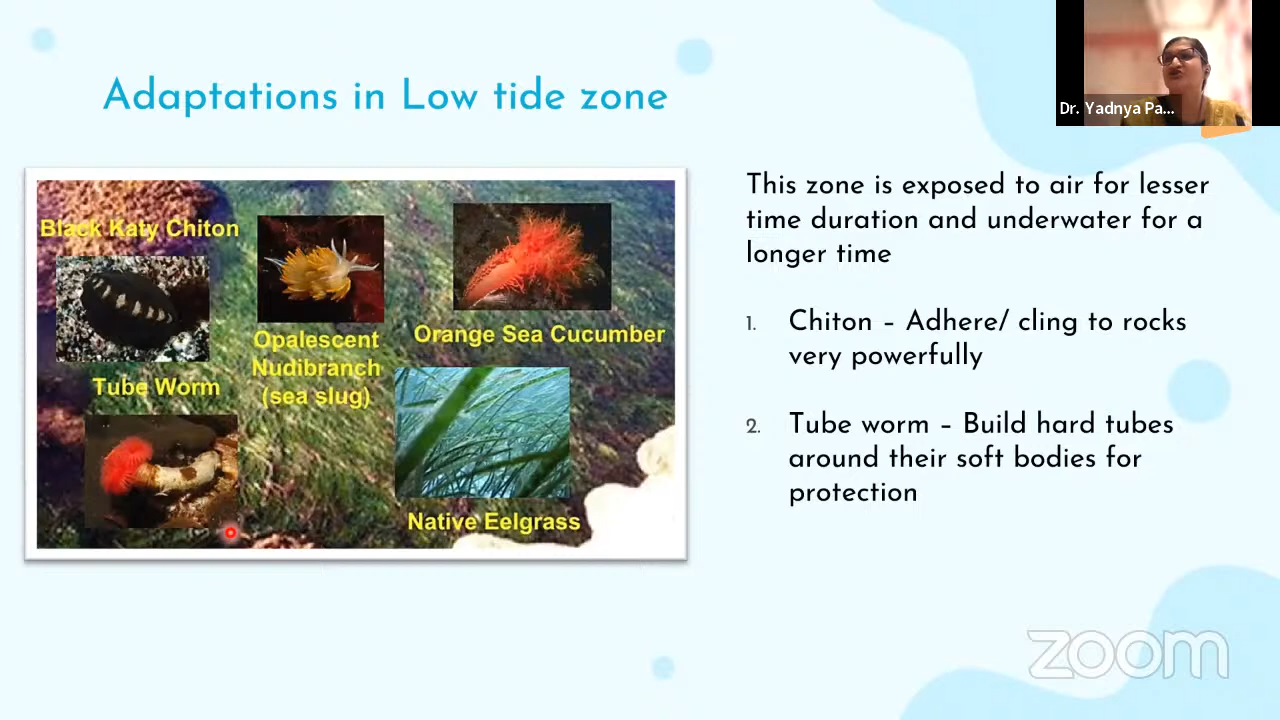 Adaptations in Low tide zone
Dr. Yadnya Pa...
Black Katy Chiton
Opalescent
Nudibranch
(sea slug)
Orange Sea Cucumber
Tube Worm
Native Eelgrass
This zone is exposed to air for lesser
time duration and underwater for a
longer time
1. Chiton – Adhere/ cling to rocks
very powerfully
2. Tube worm – Build hard tubes
around their soft bodies for
protection
zoom